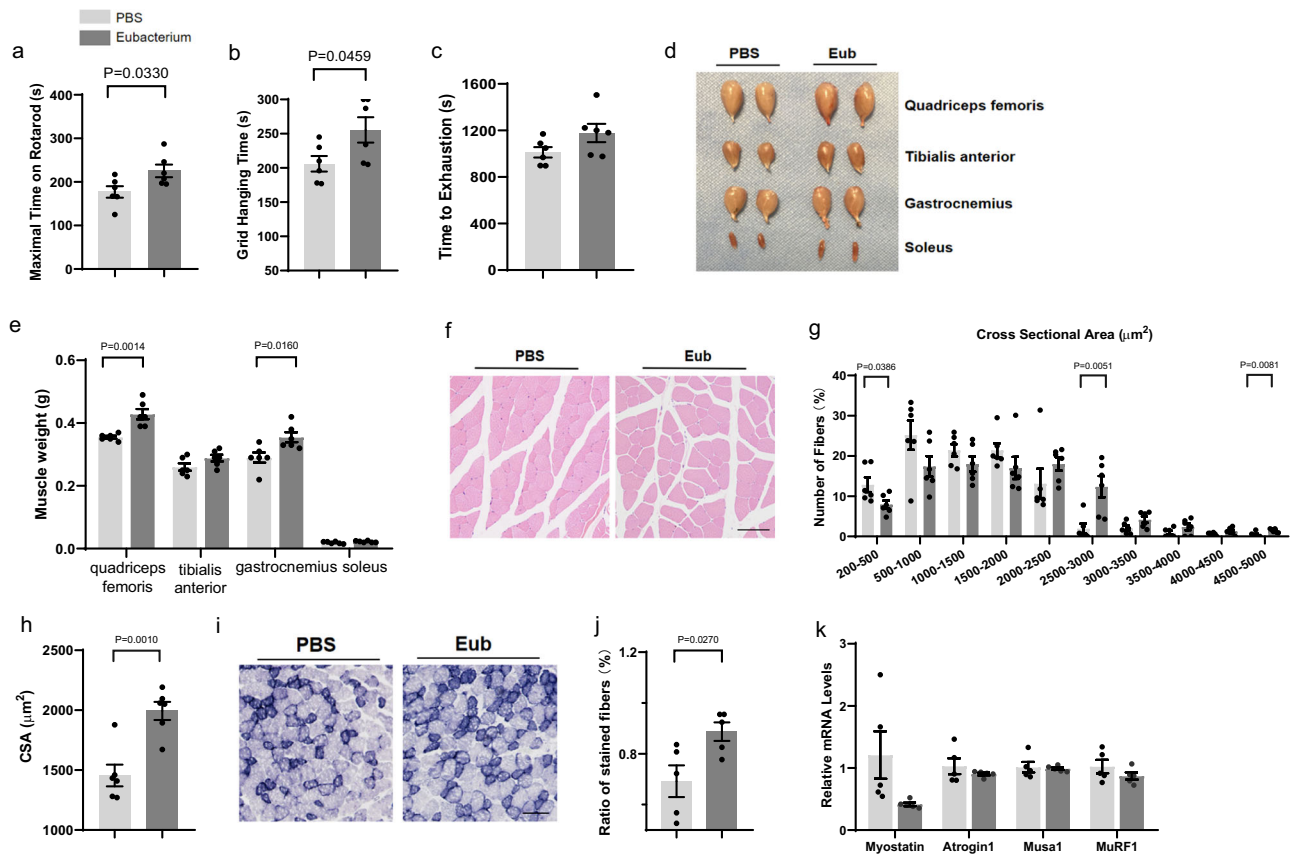 PBS
Eubacterium
a
P=0.0330
Maximal Time on Rotarod (s)
400
300
200
100
0
b
P=0.0459
Grid Hanging Time (s)
300
250
200
150
100
50
c
Time to Exhaustion (s)
1600
1200
800
400
0
d
PBS Eub
Quadriceps femoris
Tibialis anterior
Gastrocnemius
Soleus
e
P=0.0014
P=0.0160
Muscle weight (g)
0.6
0.4
0.2
0.0
quadriceps
femoris
tibialis
anterior
gastrocnemius
soleus
f
PBS Eub
g
Cross Sectional Area (μm²)
P=0.0386
P=0.0051
P=0.0081
Number of Fibers (%)
40
30
20
10
0
200-500
500-1000
1000-1500
1500-2000
2000-2500
2500-3000
3000-3500
3500-4000
4000-4500
4500-5000
h
P=0.0010
CSA (μm²)
2500
2000
1500
1000
i
PBS Eub
j
P=0.0270
Ratio of stained fibers (%)
1.2
0.8
k
Relative mRNA Levels
3
2
1
0
Myostatin
Atrogin1
Musa1
MuRF1